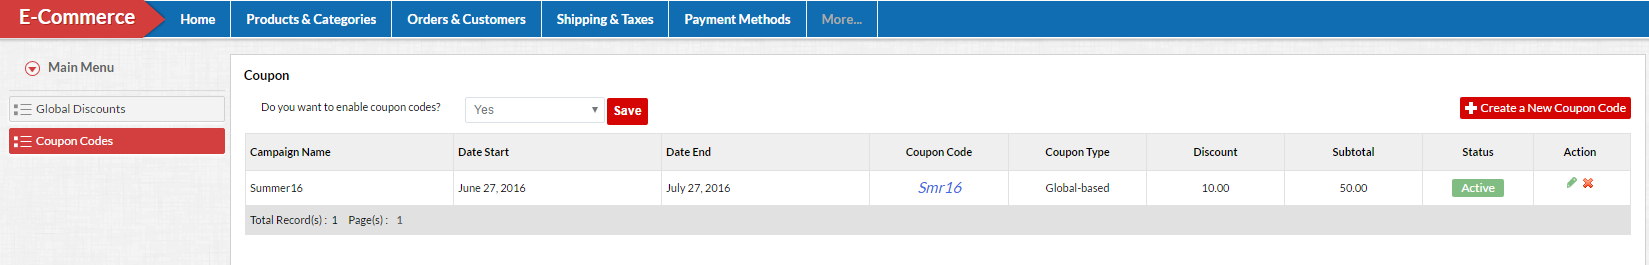 E-Commerce Home Products & Categories Orders & Customers Shipping & Taxes Payment Methods More...
Main Menu
Global Discounts
Coupon Codes
Coupon
Do you want to enable coupon codes? Yes Save Create a New Coupon Code
Campaign Name Date Start Date End Coupon Code Coupon Type Discount Subtotal Status Action
Summer16 June 27, 2016 July 27, 2016 Smr16 Global-based 10.00 50.00 Active
Total Record(s) : 1 Page(s) : 1